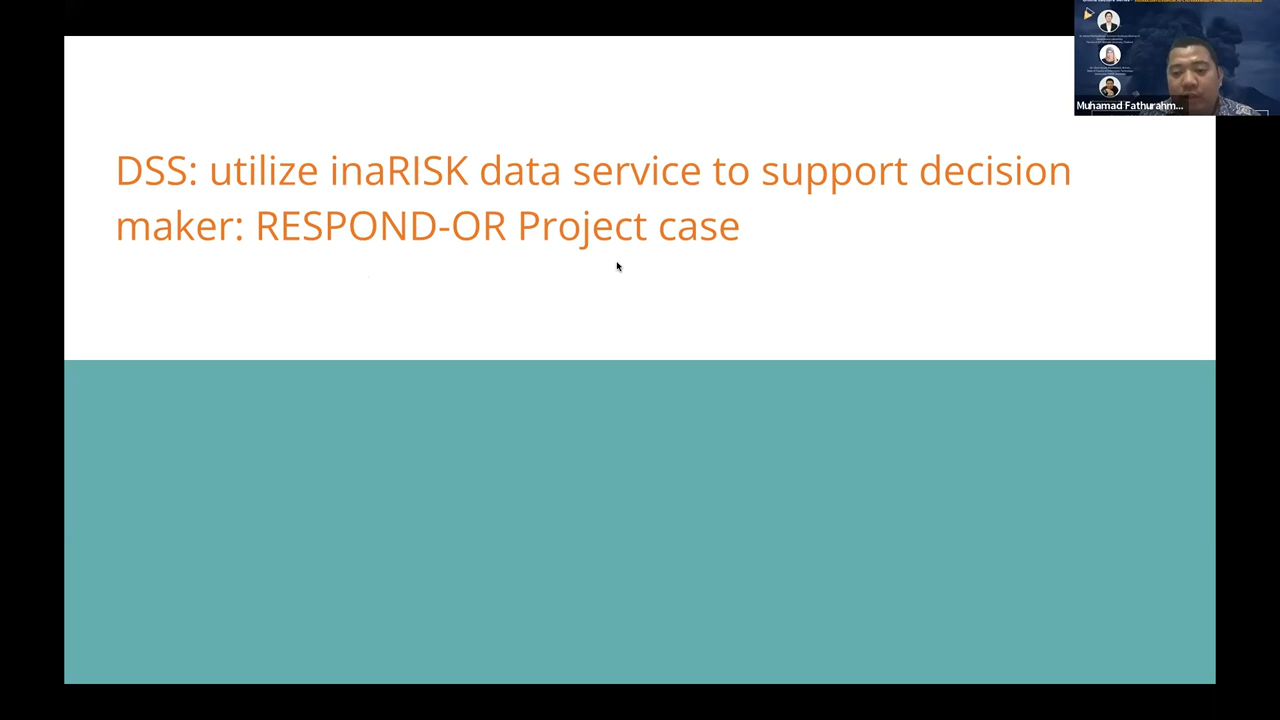 DSS: utilize inaRISK data service to support decision
maker: RESPOND-OR Project case
Muhamad Fathurahm...